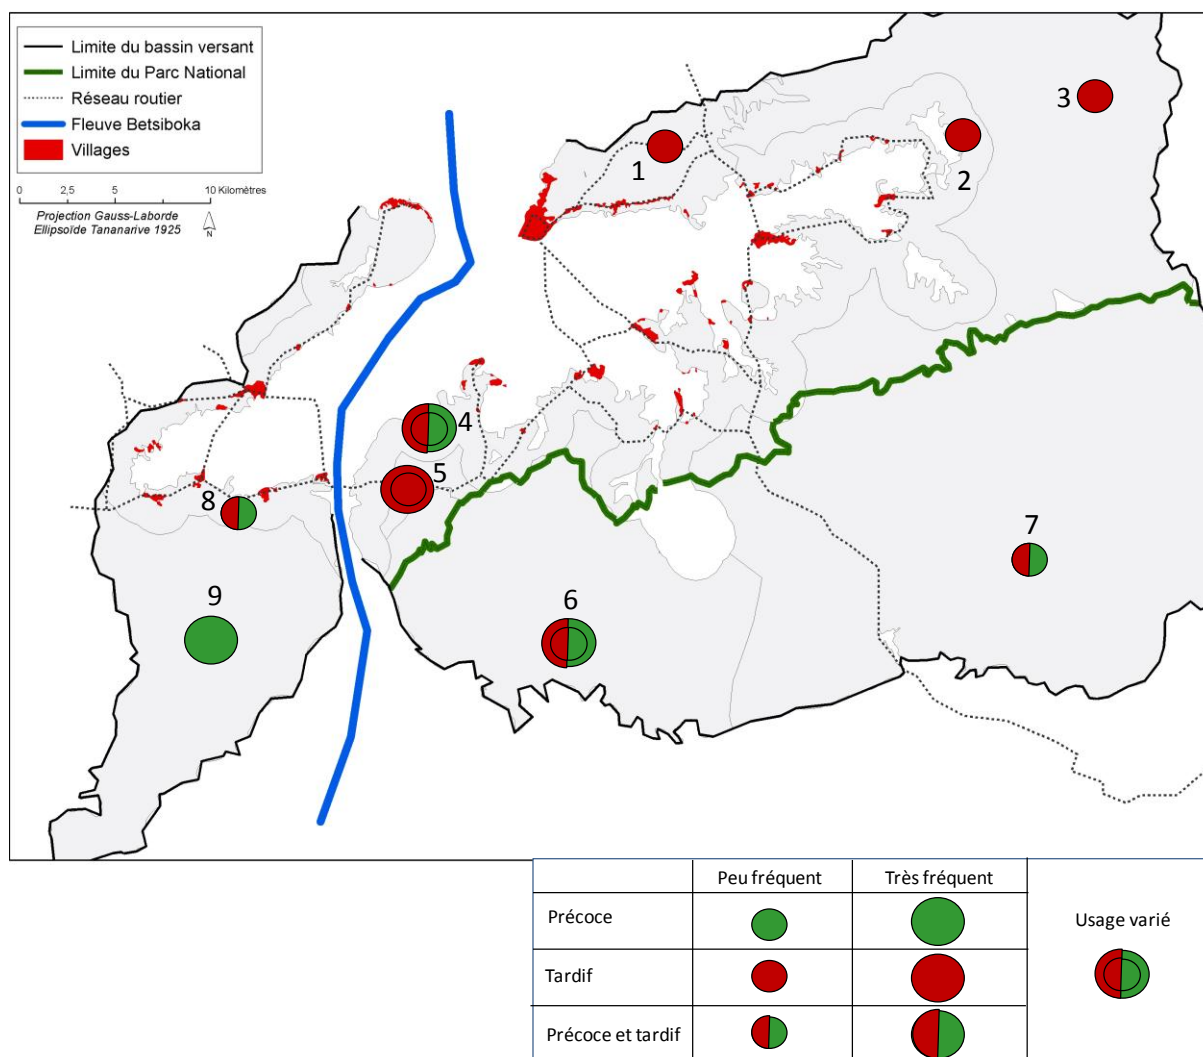 Limite du bassin versant
Limite du Parc National
Réseau routier
Fleuve Betsiboka
Villages
0 2,5 5 10 Kilomètres
Projection Gauss-Laborde
Ellipsoïde Tananarive 1925
N
1
2
3
4
5
6
7
8
9
Peu fréquent Très fréquent
Précoce
Usage varié
Tardif
Précoce et tardif